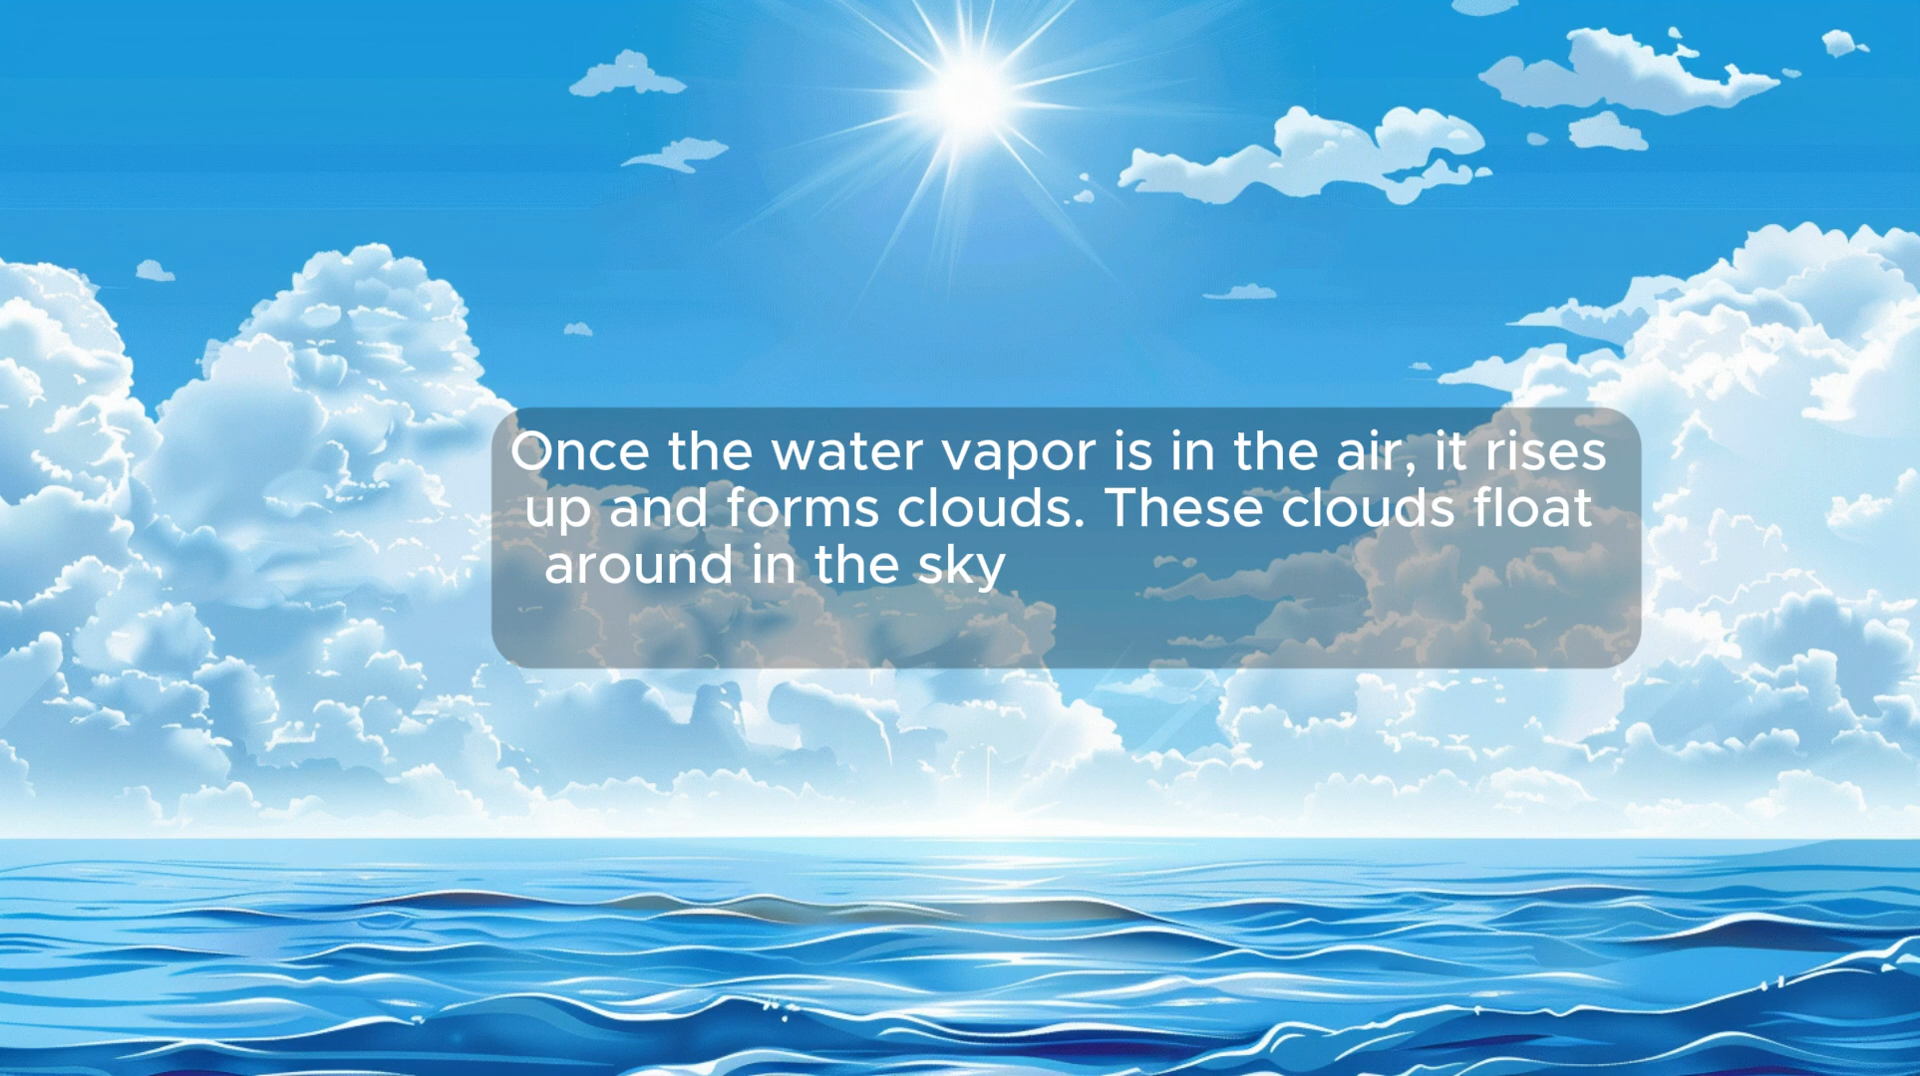 Once the water vapor is in the air, it rises
up and forms clouds. These clouds float
around in the sky